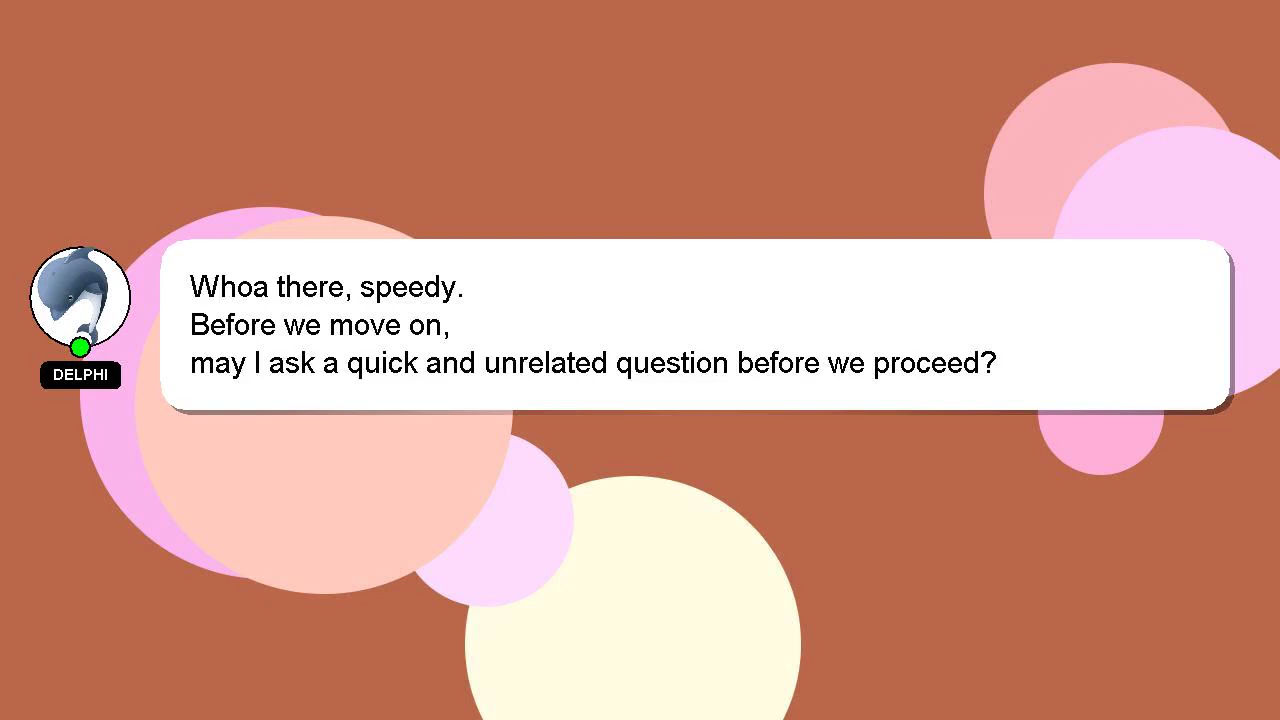 Whoa there, speedy.
Before we move on,
may I ask a quick and unrelated question before we proceed?
DELPHI